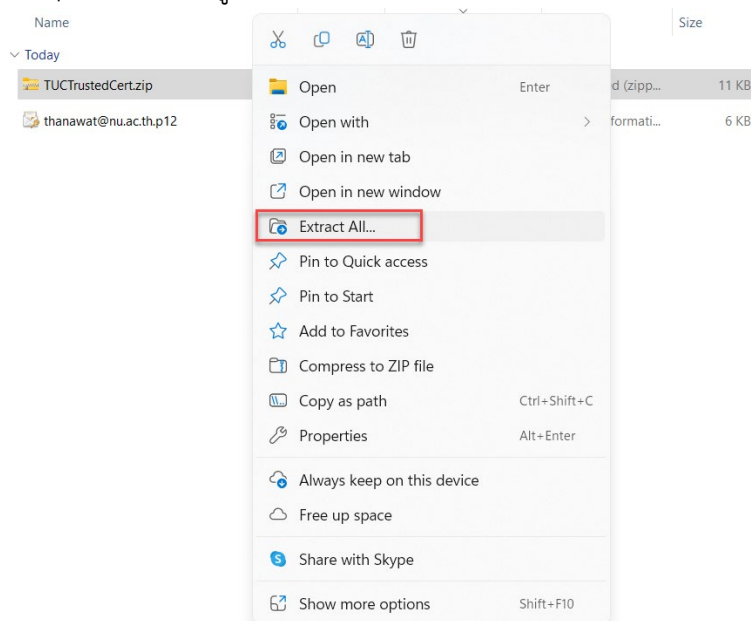 Name Size
Today
TUCTrustedCert.zip d (zipp... 11 KB
thanawat@nu.ac.th.p12 formati... 6 KB
Open Enter
Open with
Open in new tab
Open in new window
Extract All...
Pin to Quick access
Pin to Start
Add to Favorites
Compress to ZIP file
Copy as path Ctrl+Shift+C
Properties Alt+Enter
Always keep on this device
Free up space
Share with Skype
Show more options Shift+F10